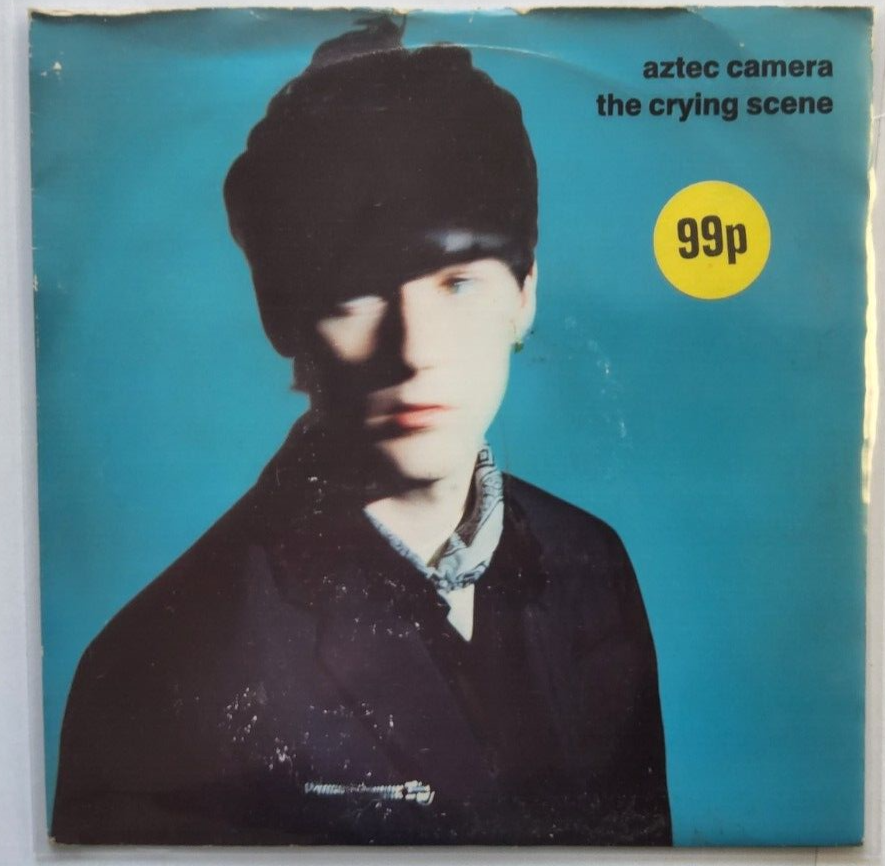 aztec camera
the crying scene
99p